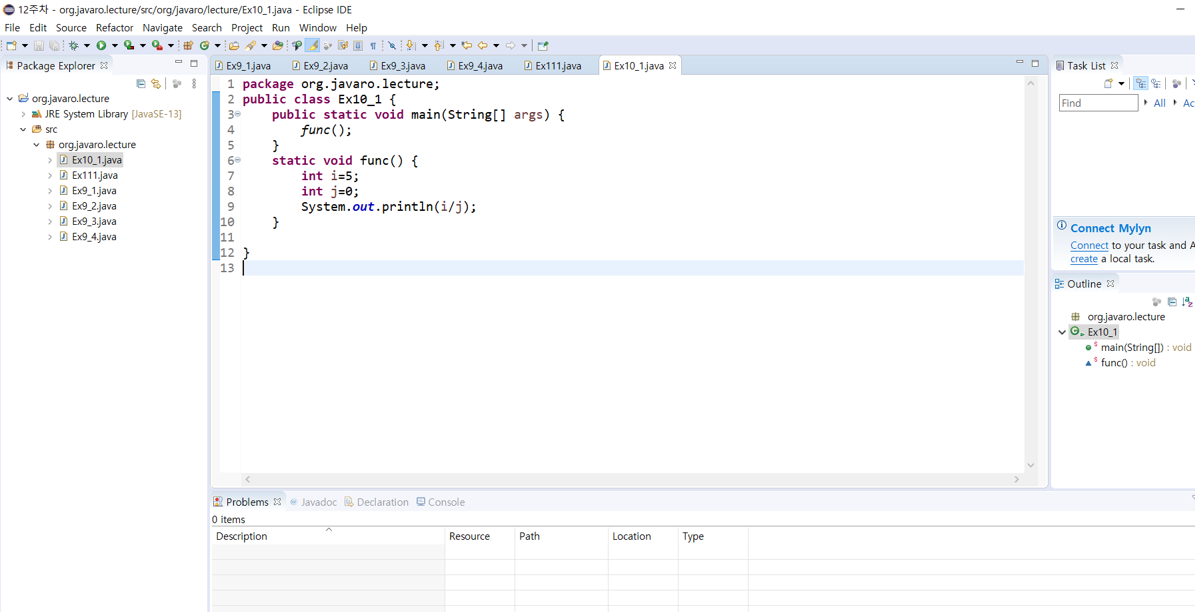 12주차 - org.javaro.lecture/src/org/javaro/lecture/Ex10_1.java - Eclipse IDE
File Edit Source Refactor Navigate Search Project Run Window Help
Package Explorer
org.javaro.lecture
JRE System Library [JavaSE-13]
src
org.javaro.lecture
Ex10_1.java
Ex111.java
Ex9_1.java
Ex9_2.java
Ex9_3.java
Ex9_4.java
Ex9_1.java Ex9_2.java Ex9_3.java Ex9_4.java Ex111.java Ex10_1.java
1 package org.javaro.lecture;
2 public class Ex10_1 {
3 public static void main(String[] args) {
4 func();
5 }
6 static void func() {
7 int i=5;
8 int j=0;
9 System.out.println(i/j);
10 }
11
12 }
13
Task List
Find All Ac
Connect Mylyn
Connect to your task and A
create a local task.
Outline
org.javaro.lecture
Ex10_1
main(String[]) : void
func() : void
Problems Javadoc Declaration Console
0 items
Description Resource Path Location Type